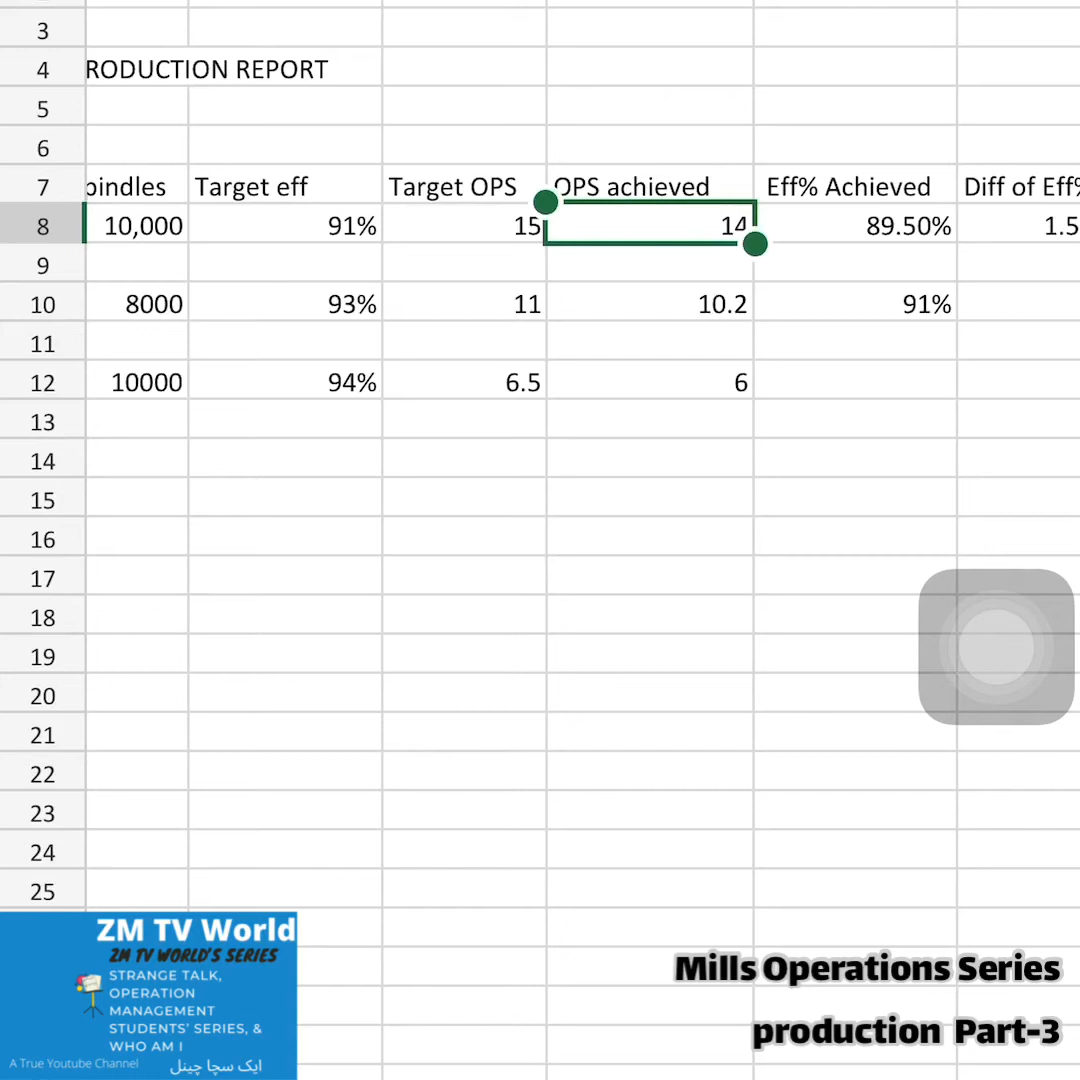 3
4 RODUCTION REPORT
5
6
7 pindles Target eff Target OPS OPS achieved Eff% Achieved Diff of Eff%
8 10,000 91% 15 14 89.50% 1.5
9
10 8000 93% 11 10.2 91%
11
12 10000 94% 6.5 6
13
14
15
16
17
18
19
20
21
22
23
24
25
ZM TV World
ZM TV WORLD'S SERIES
STRANGE TALK,
OPERATION
MANAGEMENT
STUDENTS' SERIES, &
WHO AM I
A True Youtube Channel ایک سچا چینل
Mills Operations Series
production Part-3